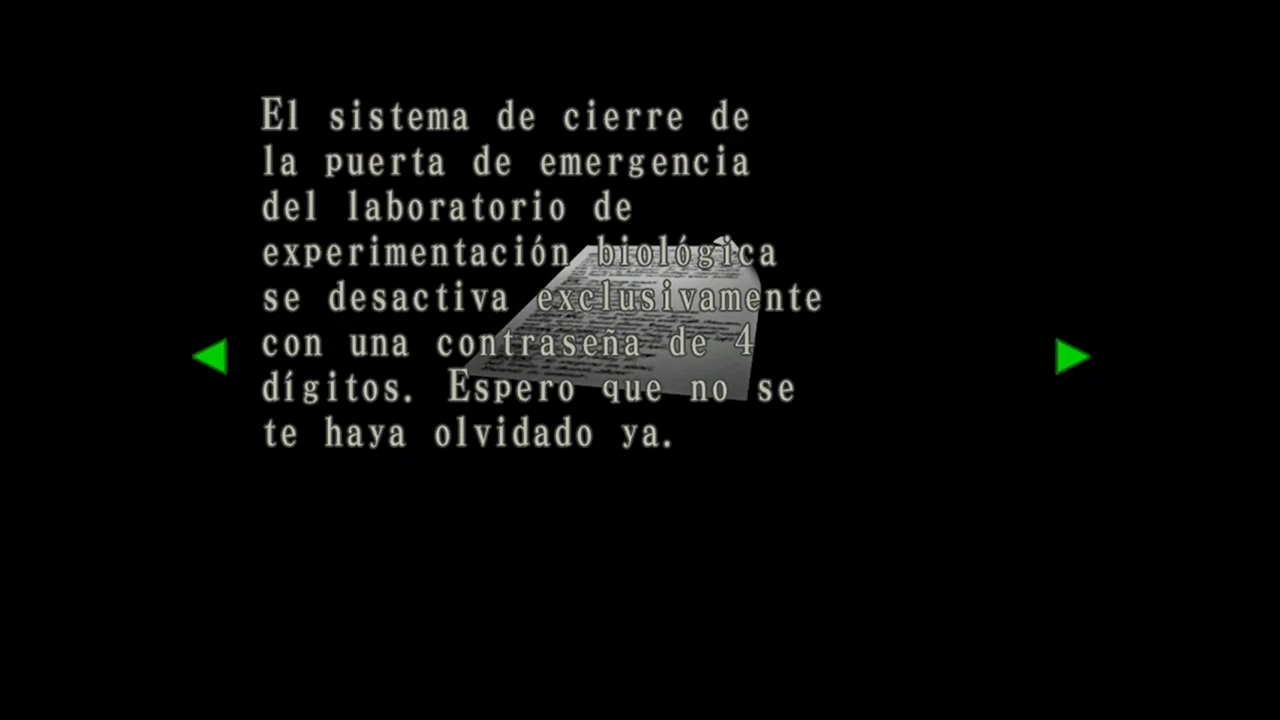 El sistema de cierre de
la puerta de emergencia
del laboratorio de
experimentación biológica
se desactiva exclusivamente
con una contraseña de 4
dígitos. Espero que no se
te haya olvidado ya.